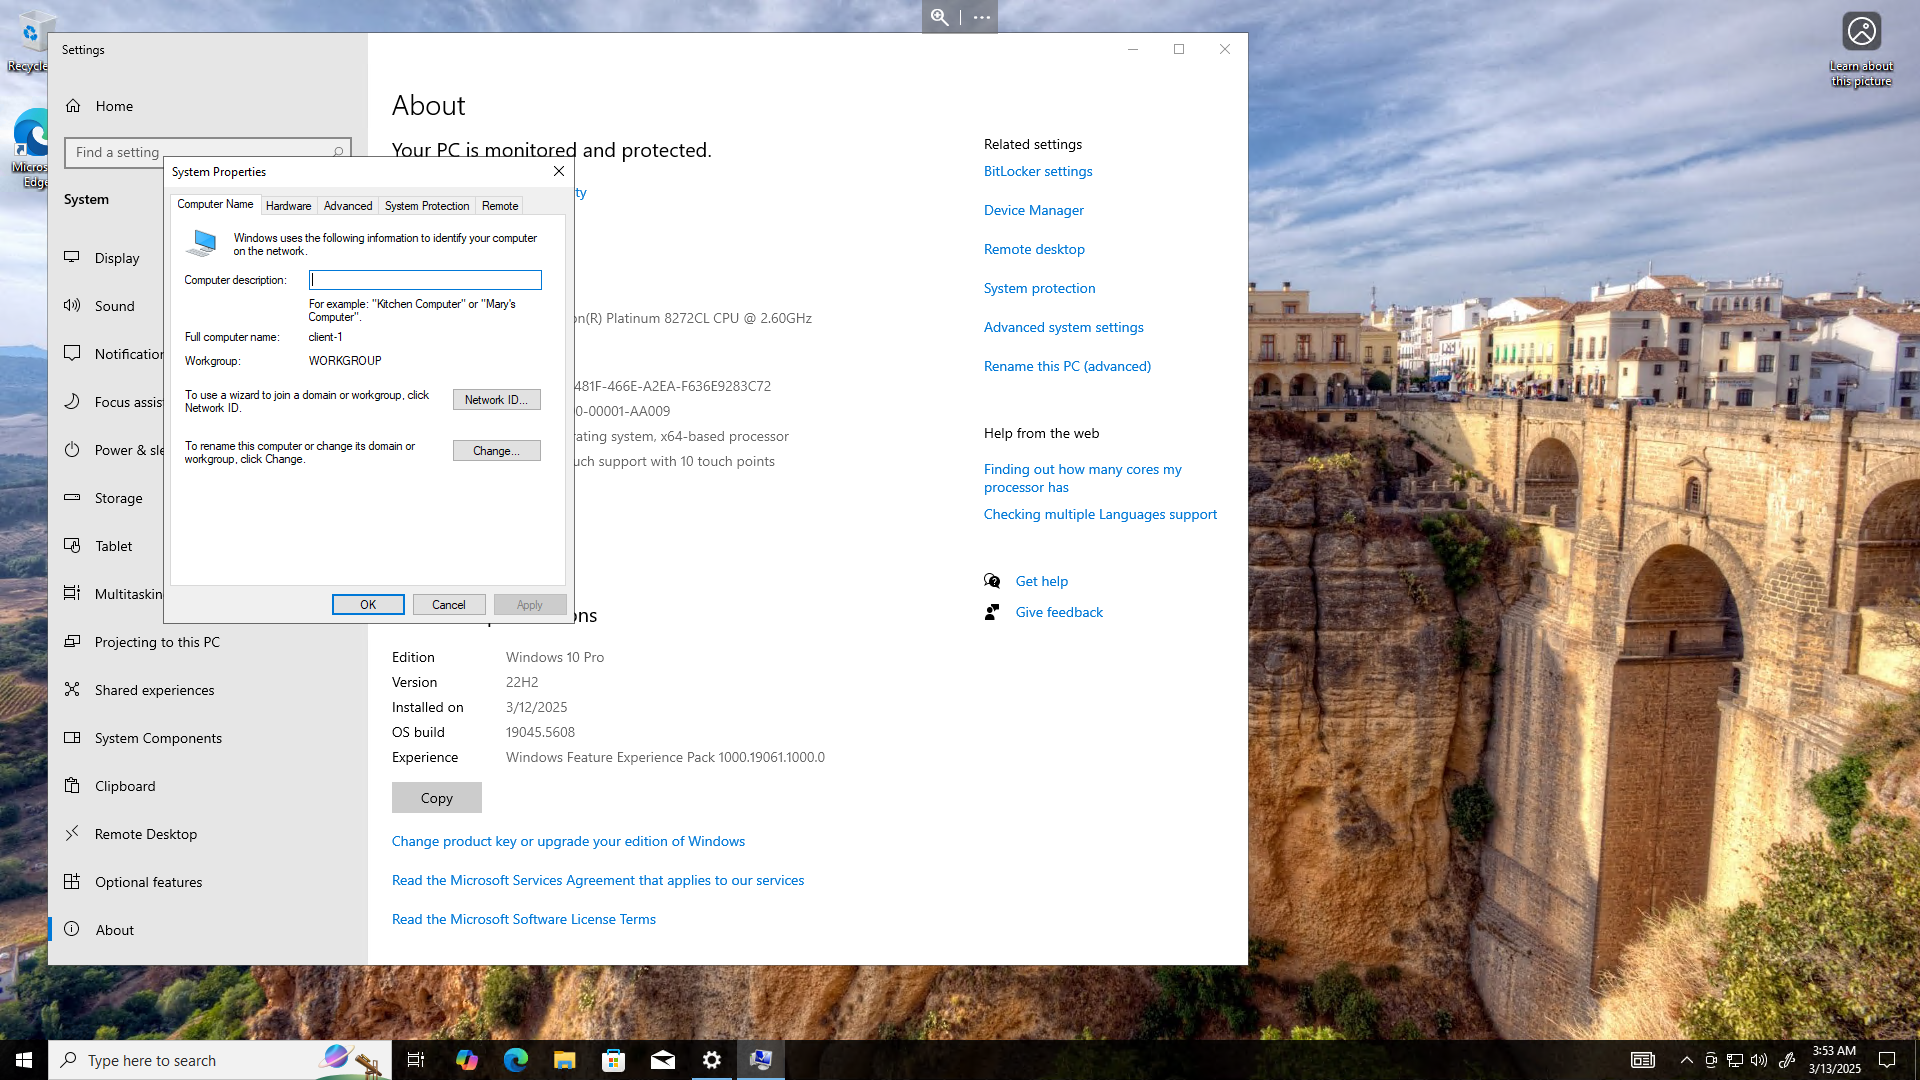 Recycle
Microso
Edge
Learn about
this picture
Settings
Home
Find a setting
System
Display
Sound
Notification
Focus assis
Power & sle
Storage
Tablet
Multitaskin
Projecting to this PC
Shared experiences
System Components
Clipboard
Remote Desktop
Optional features
About
About
Your PC is monitored and protected.
ty
on(R) Platinum 8272CL CPU @ 2.60GHz
481F-466E-A2EA-F636E9283C72
0-00001-AA009
rating system, x64-based processor
uch support with 10 touch points
ons
Edition Windows 10 Pro
Version 22H2
Installed on 3/12/2025
OS build 19045.5608
Experience Windows Feature Experience Pack 1000.19061.1000.0
Copy
Change product key or upgrade your edition of Windows
Read the Microsoft Services Agreement that applies to our services
Read the Microsoft Software License Terms
Related settings
BitLocker settings
Device Manager
Remote desktop
System protection
Advanced system settings
Rename this PC (advanced)
Help from the web
Finding out how many cores my
processor has
Checking multiple Languages support
Get help
Give feedback
System Properties
Computer Name Hardware Advanced System Protection Remote
Windows uses the following information to identify your computer
on the network.
Computer description:
For example: "Kitchen Computer" or "Mary's
Computer".
Full computer name: client-1
Workgroup: WORKGROUP
To use a wizard to join a domain or workgroup, click
Network ID.
Network ID...
To rename this computer or change its domain or
workgroup, click Change.
Change...
OK Cancel Apply
Type here to search
3:53 AM
3/13/2025